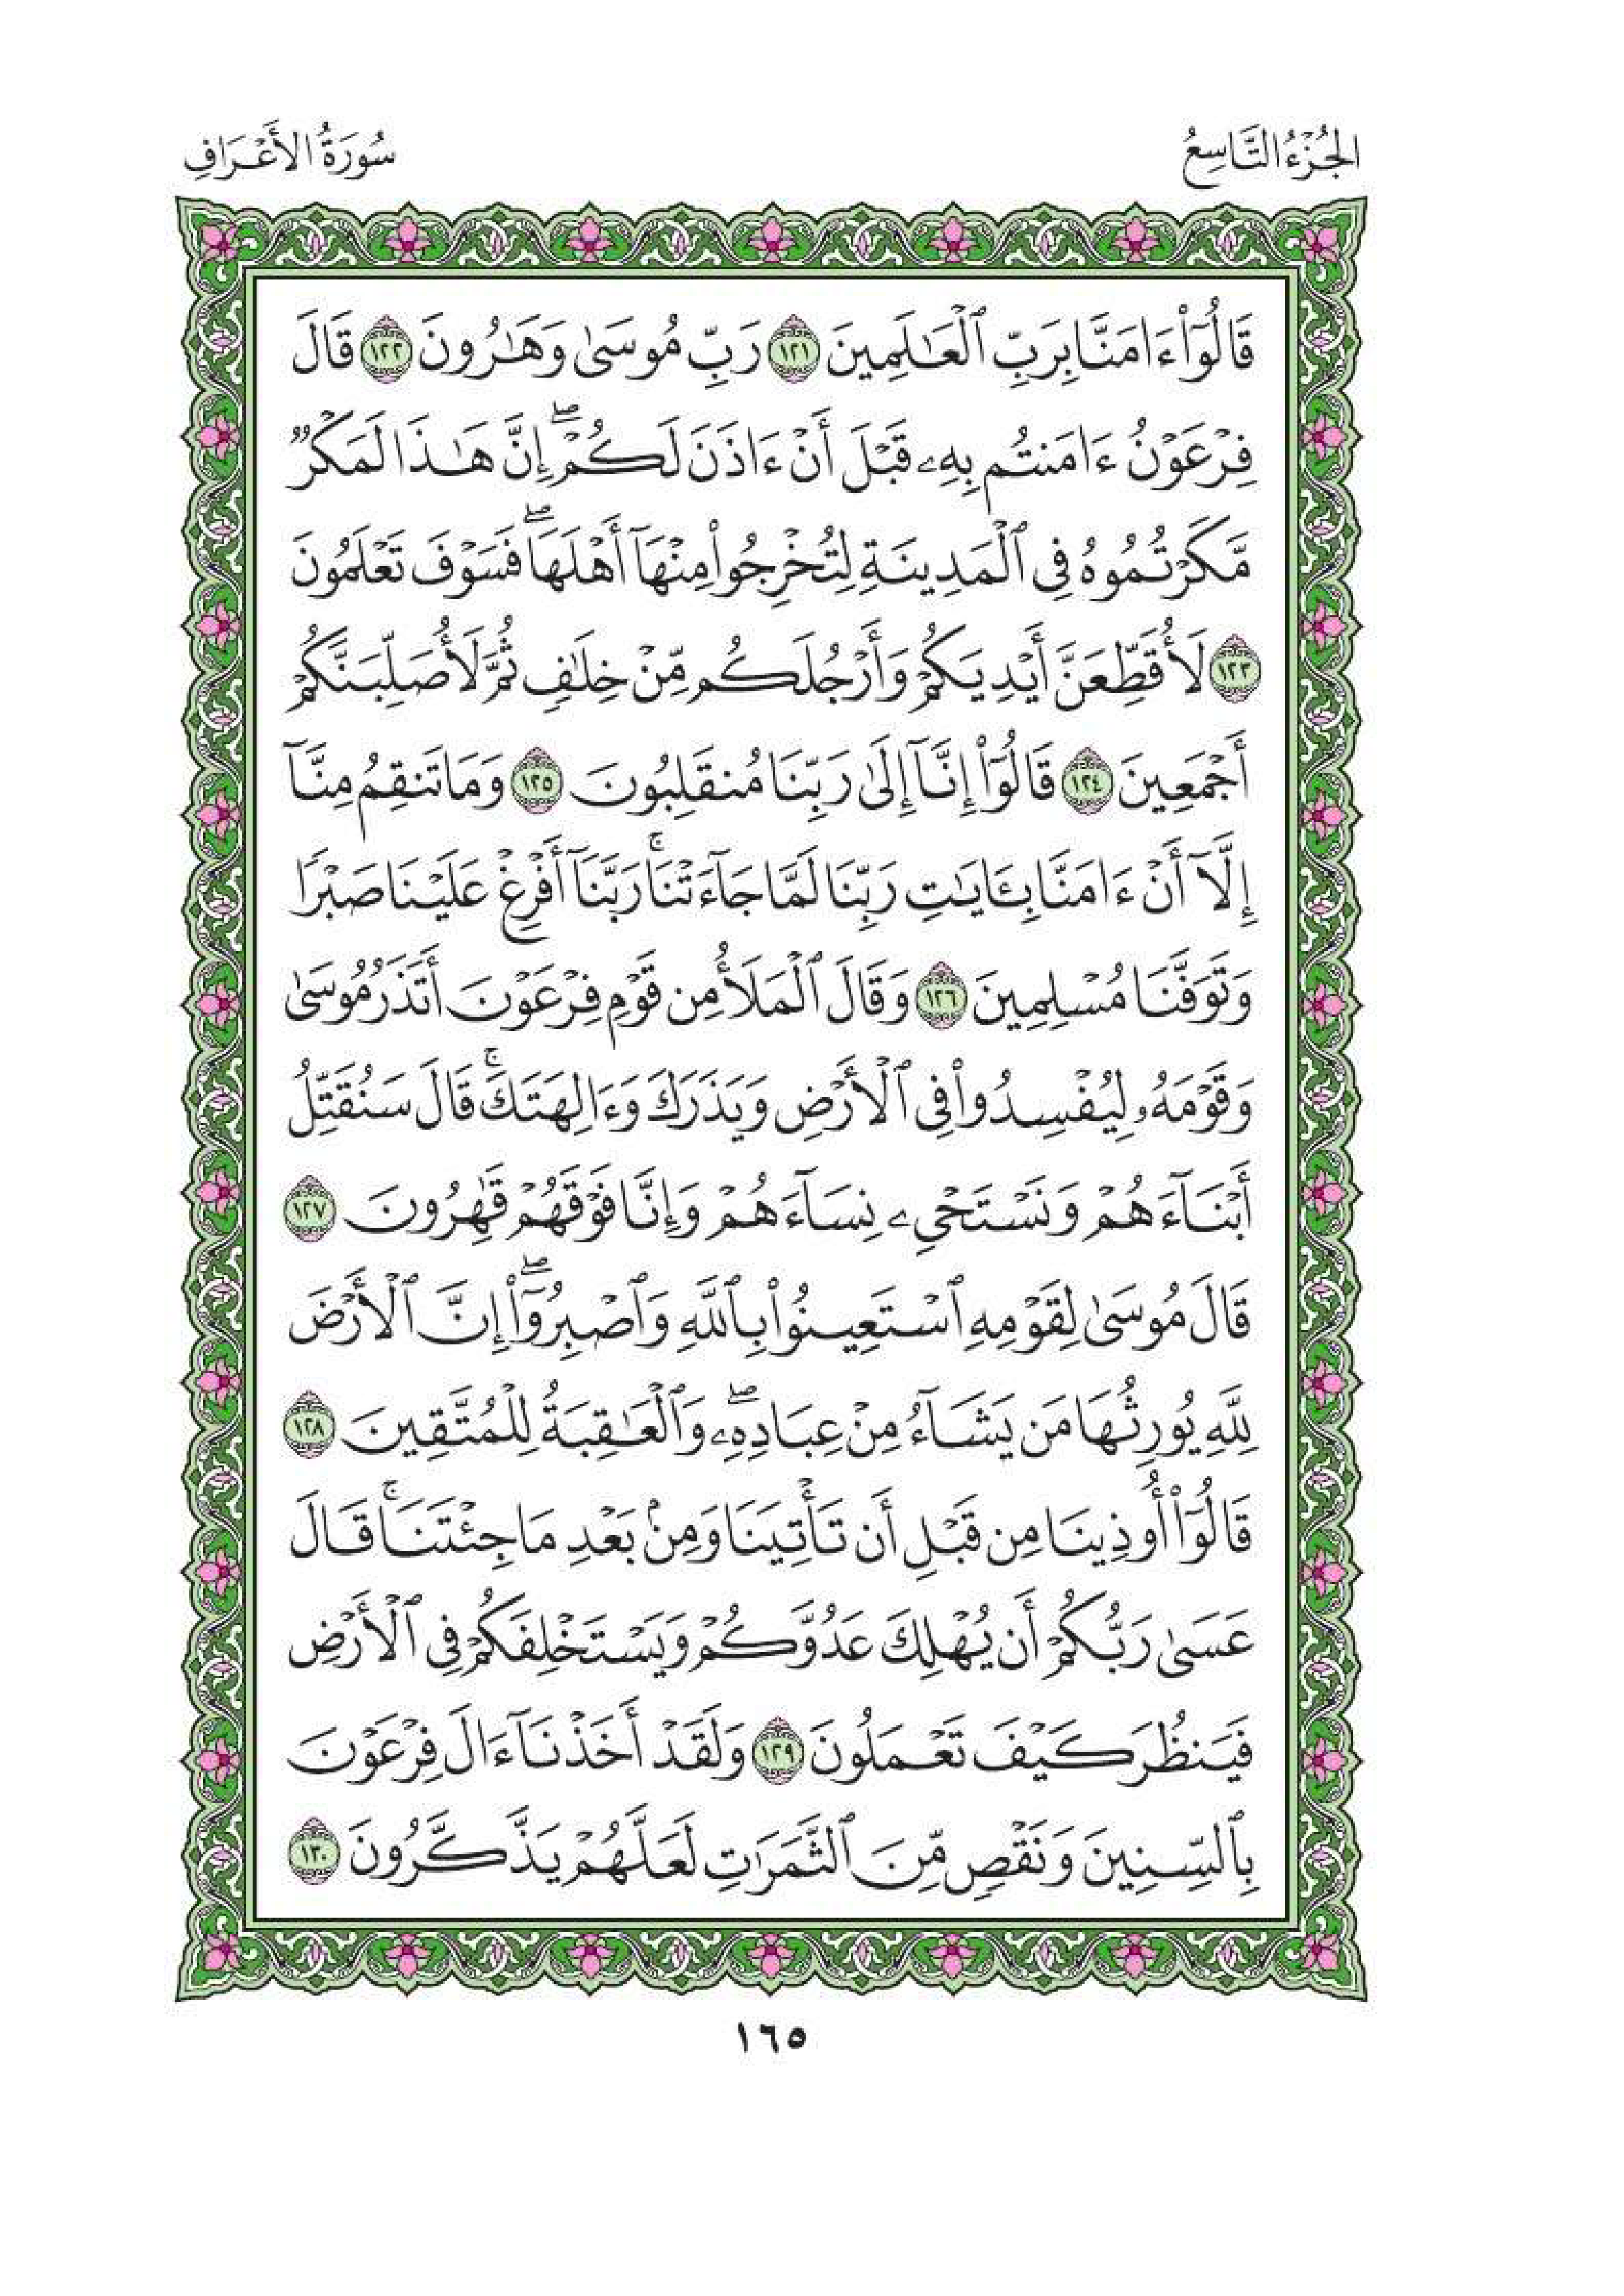 الجُزْءُ التَّاسِعُ
سُورَةُ الأَعْرَافِ
قَالُوٓا۟ ءَامَنَّا بِرَبِّ ٱلْعَـٰلَمِينَ ١٢١ رَبِّ مُوسَىٰ وَهَـٰرُونَ ١٢٢ قَالَ
فِرْعَوْنُ ءَامَنتُم بِهِۦ قَبْلَ أَنْ ءَاذَنَ لَكُمْ ۖ إِنَّ هَـٰذَا لَمَكْرٌ
مَّكَرْتُمُوهُ فِى ٱلْمَدِينَةِ لِتُخْرِجُوا۟ مِنْهَآ أَهْلَهَا ۖ فَسَوْفَ تَعْلَمُونَ
١٢٣ لَأُقَطِّعَنَّ أَيْدِيَكُمْ وَأَرْجُلَكُم مِّنْ خِلَـٰفٍ ثُمَّ لَأُصَلِّبَنَّكُمْ
أَجْمَعِينَ ١٢٤ قَالُوٓا۟ إِنَّآ إِلَىٰ رَبِّنَا مُنقَلِبُونَ ١٢٥ وَمَا تَنقِمُ مِنَّآ
إِلَّآ أَنْ ءَامَنَّا بِـَٔايَـٰتِ رَبِّنَا لَمَّا جَآءَتْنَا ۚ رَبَّنَآ أَفْرِغْ عَلَيْنَا صَبْرًا
وَتَوَفَّنَا مُسْلِمِينَ ١٢٦ وَقَالَ ٱلْمَلَأُ مِن قَوْمِ فِرْعَوْنَ أَتَذَرُ مُوسَىٰ
وَقَوْمَهُۥ لِيُفْسِدُوا۟ فِى ٱلْأَرْضِ وَيَذَرَكَ وَءَالِهَتَكَ ۚ قَالَ سَنُقَتِّلُ
أَبْنَآءَهُمْ وَنَسْتَحْىِۦ نِسَآءَهُمْ وَإِنَّا فَوْقَهُمْ قَـٰهِرُونَ ١٢٧
قَالَ مُوسَىٰ لِقَوْمِهِ ٱسْتَعِينُوا۟ بِٱللَّهِ وَٱصْبِرُوٓا۟ ۖ إِنَّ ٱلْأَرْضَ
لِلَّهِ يُورِثُهَا مَن يَشَآءُ مِنْ عِبَادِهِۦ ۖ وَٱلْعَـٰقِبَةُ لِلْمُتَّقِينَ ١٢٨
قَالُوٓا۟ أُوذِينَا مِن قَبْلِ أَن تَأْتِيَنَا وَمِنۢ بَعْدِ مَا جِئْتَنَا ۚ قَالَ
عَسَىٰ رَبُّكُمْ أَن يُهْلِكَ عَدُوَّكُمْ وَيَسْتَخْلِفَكُمْ فِى ٱلْأَرْضِ
فَيَنظُرَ كَيْفَ تَعْمَلُونَ ١٢٩ وَلَقَدْ أَخَذْنَآ ءَالَ فِرْعَوْنَ
بِٱلسِّنِينَ وَنَقْصٍ مِّنَ ٱلثَّمَرَٰتِ لَعَلَّهُمْ يَذَّكَّرُونَ ١٣٠
١٦٥